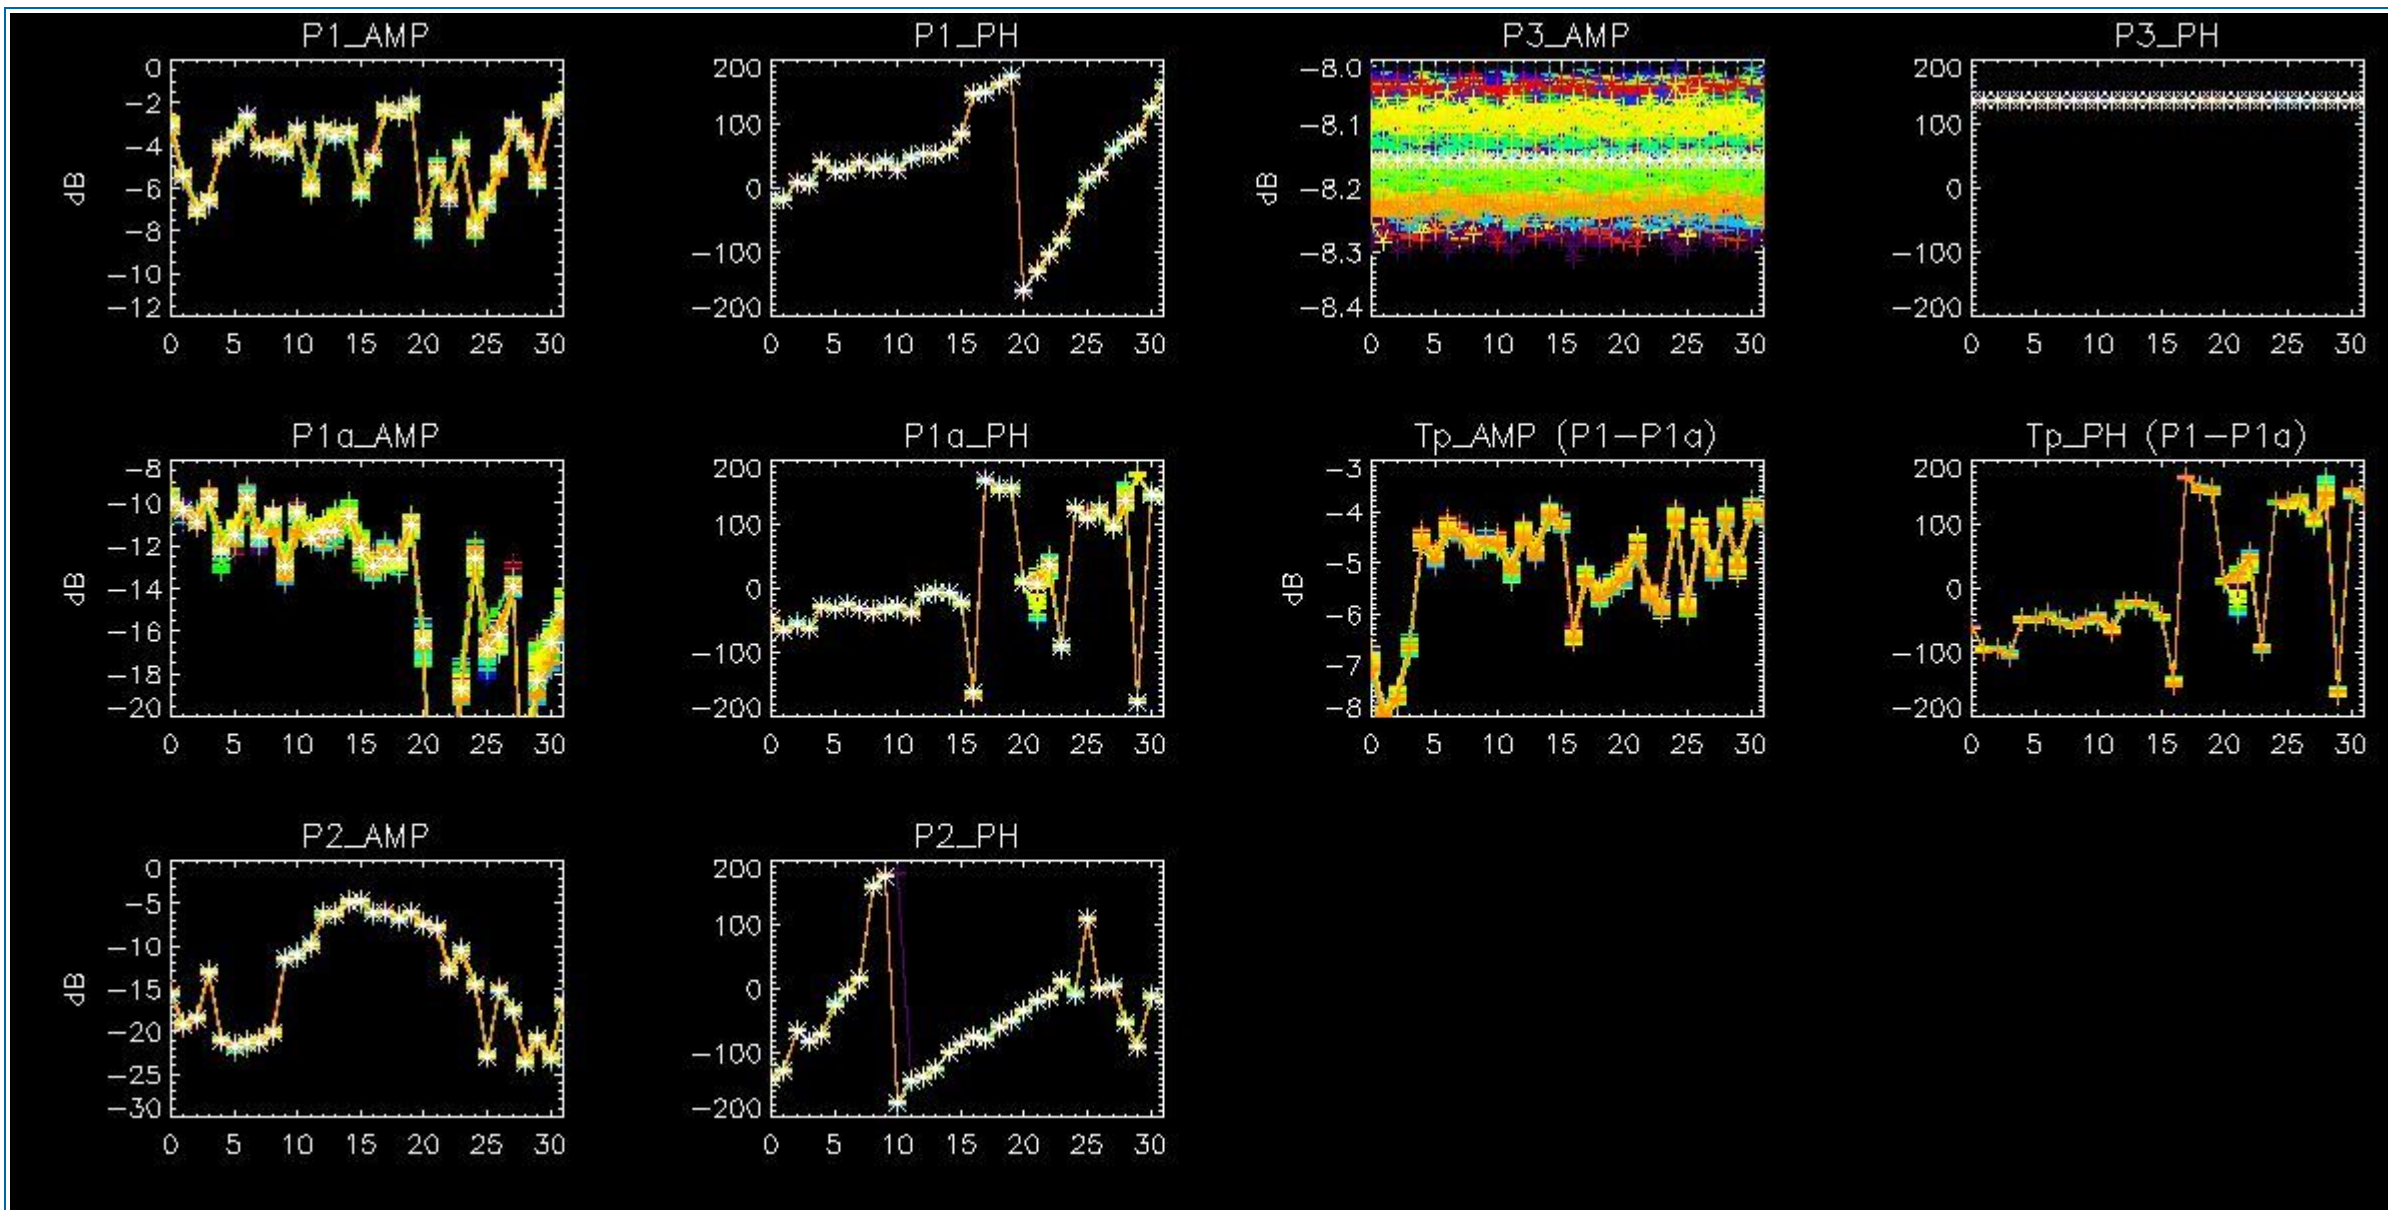 P1_AMP
0
−2
−4
−6
−8
−10
−12
dB
0 5 10 15 20 25 30
P1_PH
200
100
0
−100
−200
0 5 10 15 20 25 30
P3_AMP
−8.0
−8.1
−8.2
−8.3
−8.4
dB
0 5 10 15 20 25 30
P3_PH
200
100
0
−100
−200
0 5 10 15 20 25 30
P1a_AMP
−8
−10
−12
−14
−16
−18
−20
dB
0 5 10 15 20 25 30
P1a_PH
200
100
0
−100
−200
0 5 10 15 20 25 30
Tp_AMP (P1−P1a)
−3
−4
−5
−6
−7
−8
dB
0 5 10 15 20 25 30
Tp_PH (P1−P1a)
200
100
0
−100
−200
0 5 10 15 20 25 30
P2_AMP
0
−5
−10
−15
−20
−25
−30
dB
0 5 10 15 20 25 30
P2_PH
200
100
0
−100
−200
0 5 10 15 20 25 30